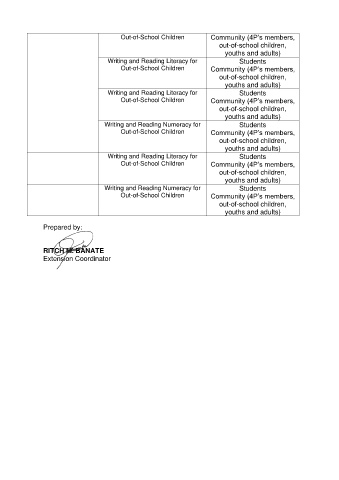 Out-of-School Children
Community (4P's members,
out-of-school children,
youths and adults)
Writing and Reading Literacy for
Out-of-School Children
Students
Community (4P's members,
out-of-school children,
youths and adults)
Writing and Reading Literacy for
Out-of-School Children
Students
Community (4P's members,
out-of-school children,
youths and adults)
Writing and Reading Numeracy for
Out-of-School Children
Students
Community (4P's members,
out-of-school children,
youths and adults)
Writing and Reading Literacy for
Out-of-School Children
Students
Community (4P's members,
out-of-school children,
youths and adults)
Writing and Reading Numeracy for
Out-of-School Children
Students
Community (4P's members,
out-of-school children,
youths and adults)
Prepared by:
RITCH M. BANATE
Extension Coordinator